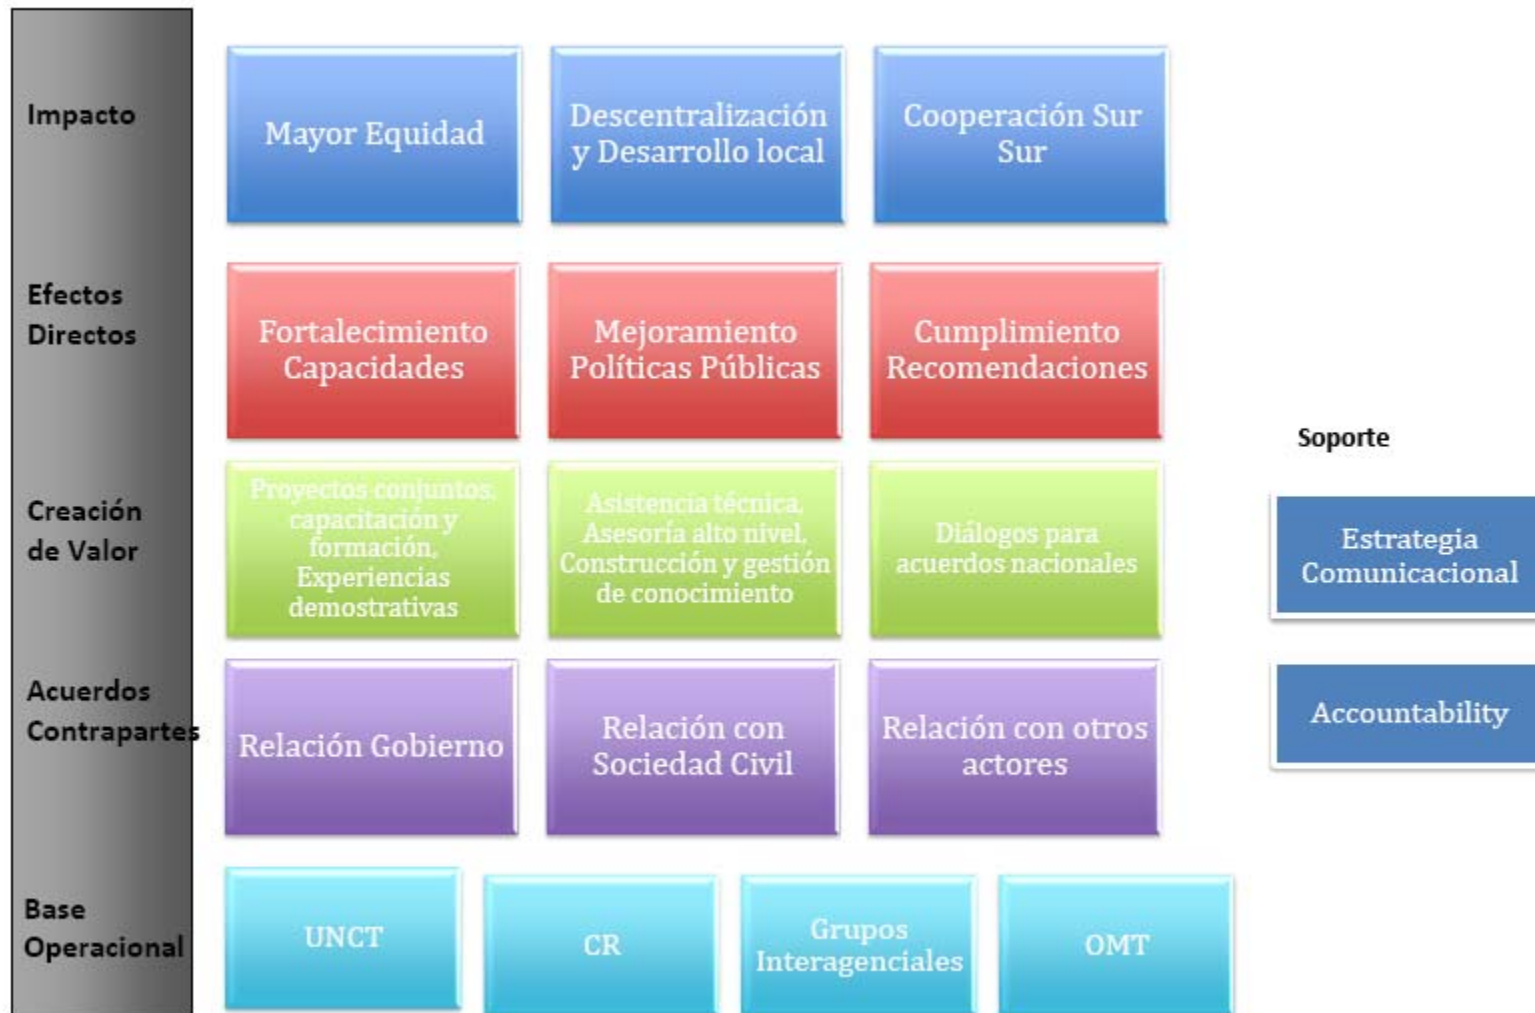 Impacto
Mayor Equidad
Descentralización
y Desarrollo local
Cooperación Sur
Sur
Efectos
Directos
Fortalecimiento
Capacidades
Mejoramiento
Políticas Públicas
Cumplimiento
Recomendaciones
Creación
de Valor
Proyectos conjuntos,
capacitación y
formación,
Experiencias
demostrativas
Asistencia técnica,
Asesoría alto nivel,
Construcción y gestión
de conocimiento
Diálogos para
acuerdos nacionales
Acuerdos
Contrapartes
Relación Gobierno
Relación con
Sociedad Civil
Relación con otros
actores
Base
Operacional
UNCT
CR
Grupos
Interagenciales
OMT
Soporte
Estrategia
Comunicacional
Accountability